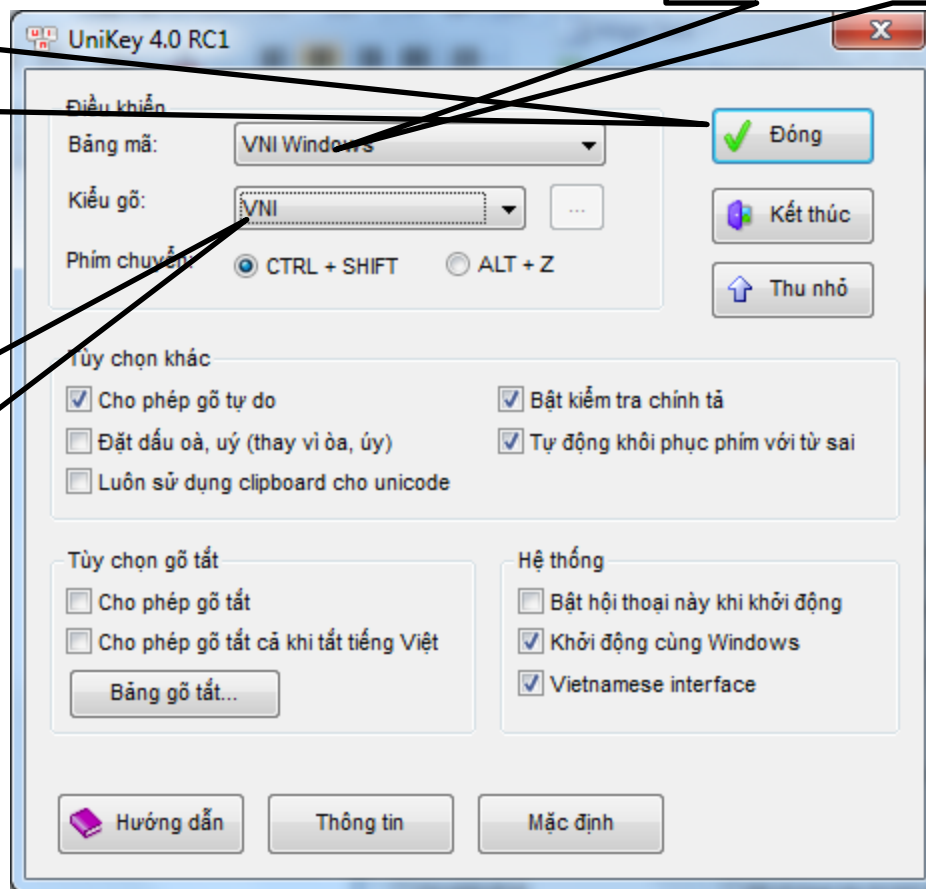 UniKey 4.0 RC1
Điều khiển
Bảng mã: VNI Windows
Đóng
Kiểu gõ: VNI ...
Kết thúc
Phím chuyển: CTRL + SHIFT ALT + Z
Thu nhỏ
Tùy chọn khác
Cho phép gõ tự do
Bật kiểm tra chính tả
Đặt dấu oà, uý (thay vì òa, úy)
Tự động khôi phục phím với từ sai
Luôn sử dụng clipboard cho unicode
Tùy chọn gõ tắt
Cho phép gõ tắt
Cho phép gõ tắt cả khi tắt tiếng Việt
Bảng gõ tắt...
Hệ thống
Bật hội thoại này khi khởi động
Khởi động cùng Windows
Vietnamese interface
Hướng dẫn Thông tin Mặc định